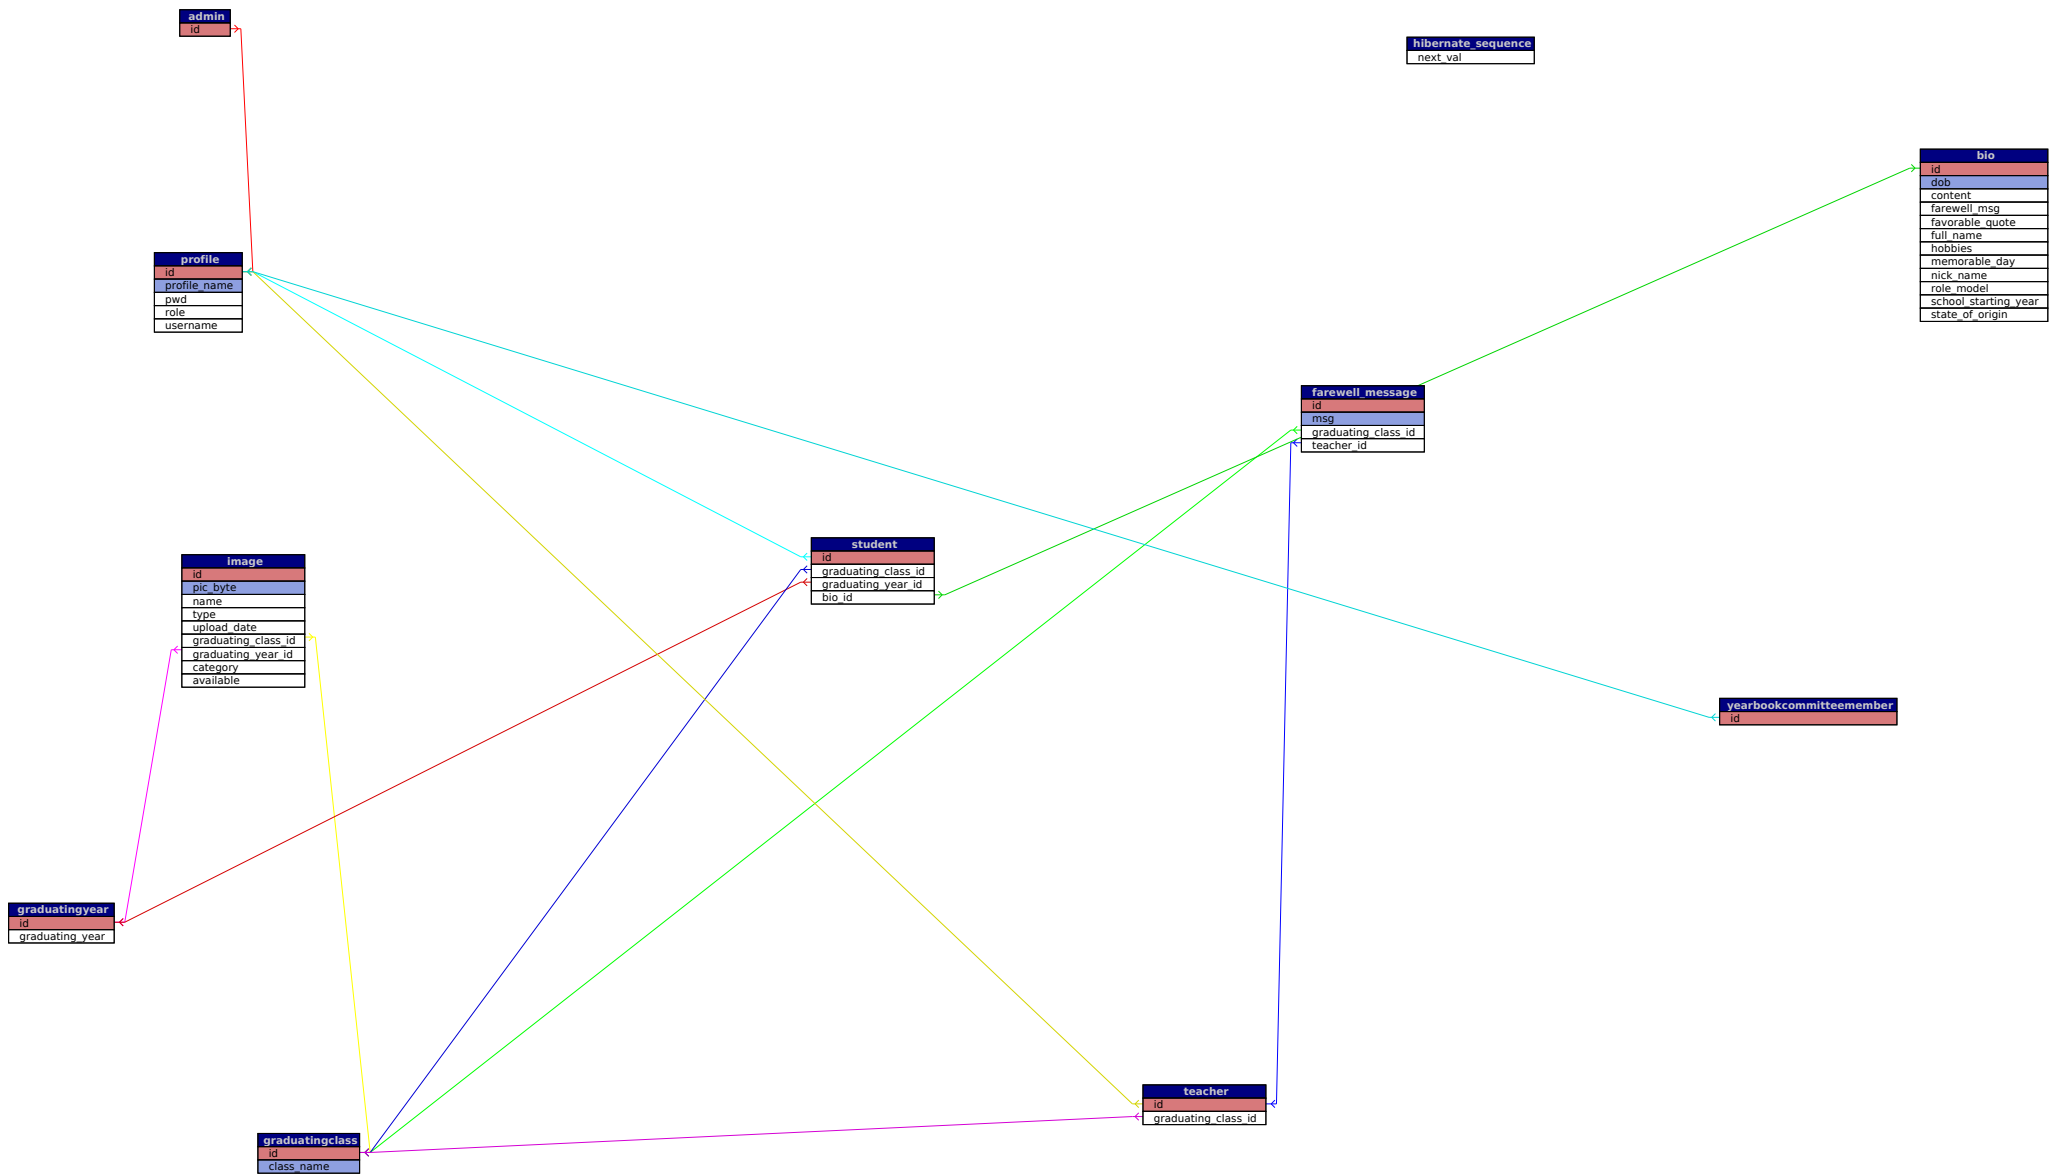 admin
id
hibernate_sequence
next_val
bio
id
dob
content
farewell_msg
favorable_quote
full_name
hobbies
memorable_day
nick_name
role_model
school_starting_year
state_of_origin
profile
id
profile_name
pwd
role
username
farewell_message
id
msg
graduating_class_id
teacher_id
student
id
graduating_class_id
graduating_year_id
bio_id
image
id
pic_byte
name
type
upload_date
graduating_class_id
graduating_year_id
category
available
yearbookcommitteemember
id
graduatingyear
id
graduating_year
teacher
id
graduating_class_id
graduatingclass
id
class_name